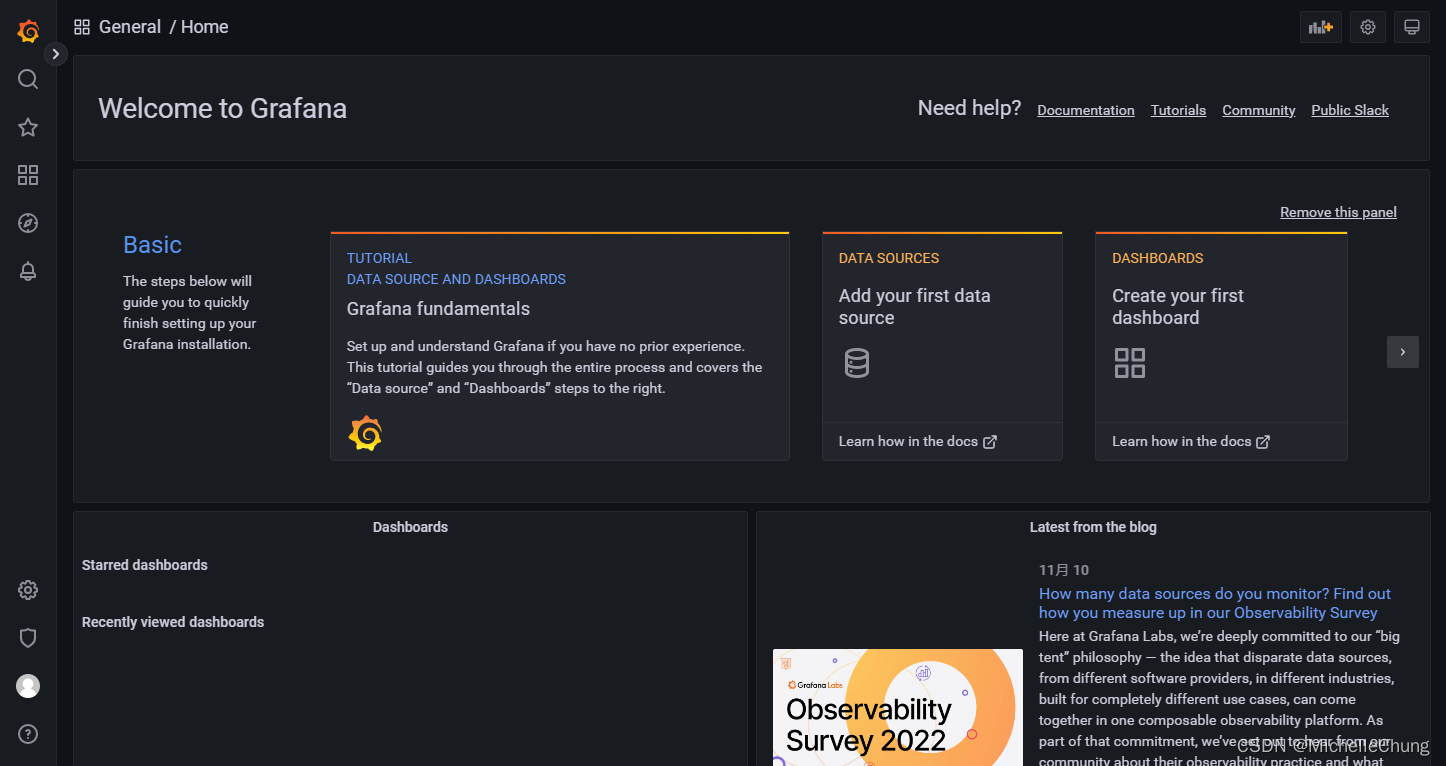 General / Home
Welcome to Grafana
Need help? Documentation Tutorials Community Public Slack
Remove this panel
Basic
The steps below will
guide you to quickly
finish setting up your
Grafana installation.
TUTORIAL
DATA SOURCE AND DASHBOARDS
Grafana fundamentals
Set up and understand Grafana if you have no prior experience.
This tutorial guides you through the entire process and covers the
“Data source” and “Dashboards” steps to the right.
DATA SOURCES
Add your first data
source
Learn how in the docs
DASHBOARDS
Create your first
dashboard
Learn how in the docs
Dashboards
Starred dashboards
Recently viewed dashboards
Latest from the blog
11月 10
How many data sources do you monitor? Find out
how you measure up in our Observability Survey
Here at Grafana Labs, we’re deeply committed to our “big
tent” philosophy — the idea that disparate data sources,
from different software providers, in different industries,
built for completely different use cases, can come
together in one composable observability platform. As
part of that commitment, we’ve set out to hear from our
community about their observability practice and what
Grafana Labs
Observability
Survey 2022
CSDN @MichelleChung